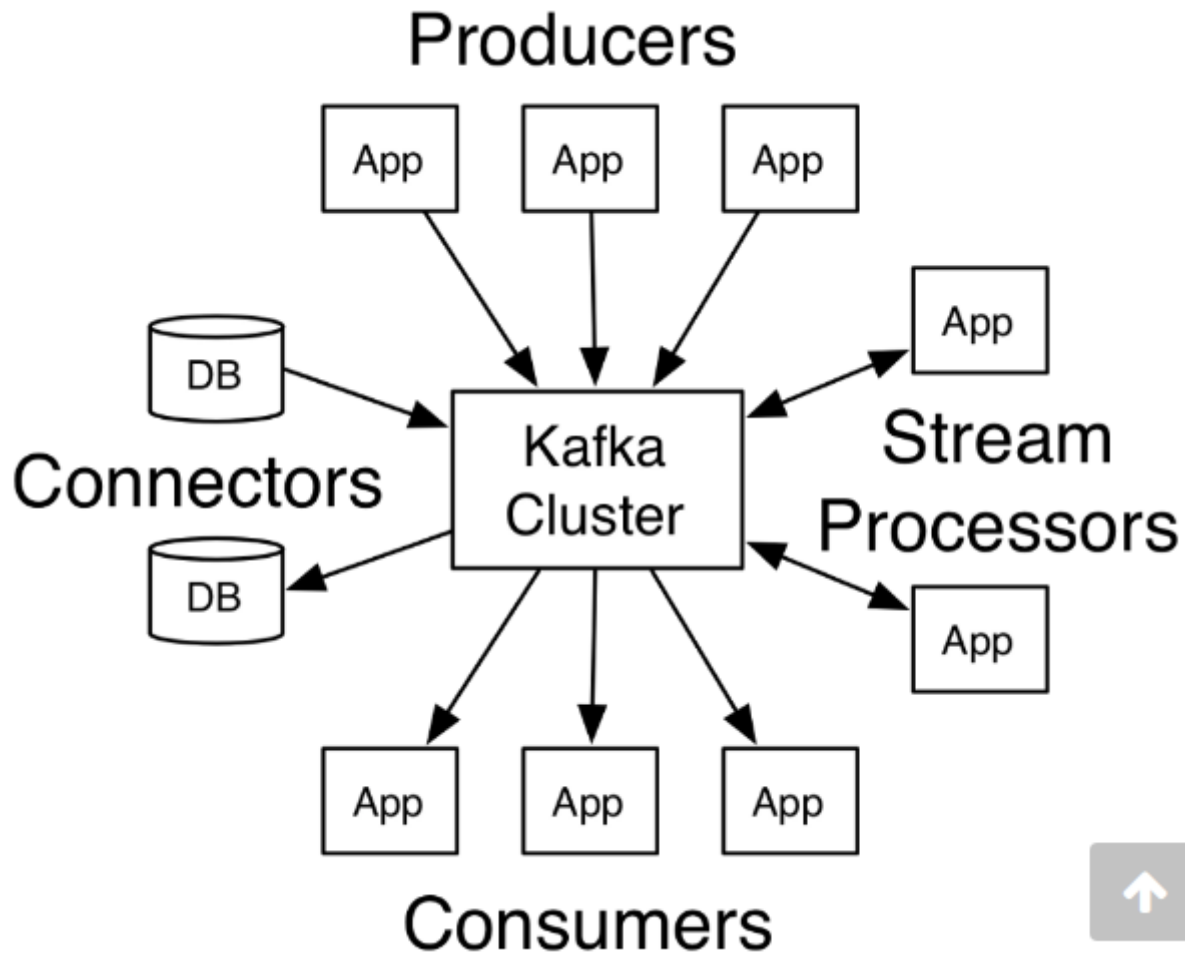 Producers
App
App
App
App
DB
Kafka
Cluster
Stream
Processors
Connectors
DB
App
App
App
App
Consumers